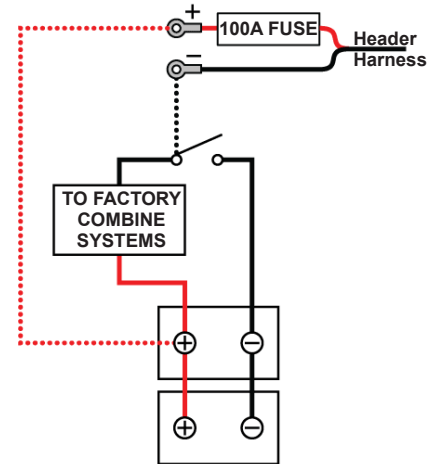 +
100A FUSE
Header
Harness
−
TO FACTORY
COMBINE
SYSTEMS
+ −
+ −